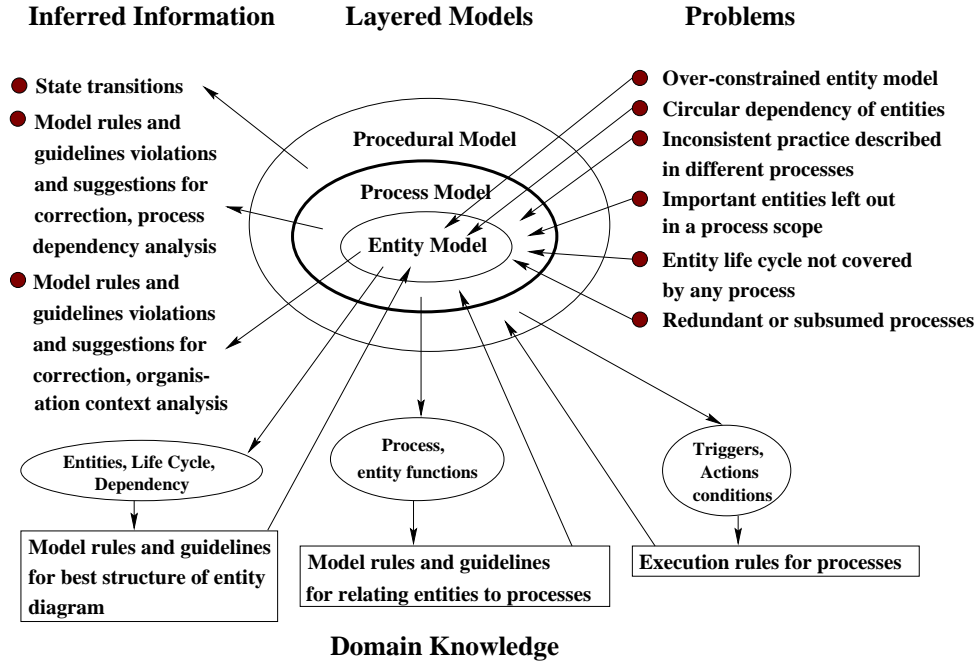 Inferred Information
Layered Models
Problems
State transitions
Model rules and
guidelines violations
and suggestions for
correction, process
dependency analysis
Model rules and
guidelines violations
and suggestions for
correction, organis-
ation context analysis
Procedural Model
Process Model
Entity Model
Over-constrained entity model
Circular dependency of entities
Inconsistent practice described
in different processes
Important entities left out
in a process scope
Entity life cycle not covered
by any process
Redundant or subsumed processes
Entities, Life Cycle,
Dependency
Process,
entity functions
Triggers,
Actions
conditions
Model rules and guidelines
for best structure of entity
diagram
Model rules and guidelines
for relating entities to processes
Execution rules for processes
Domain Knowledge